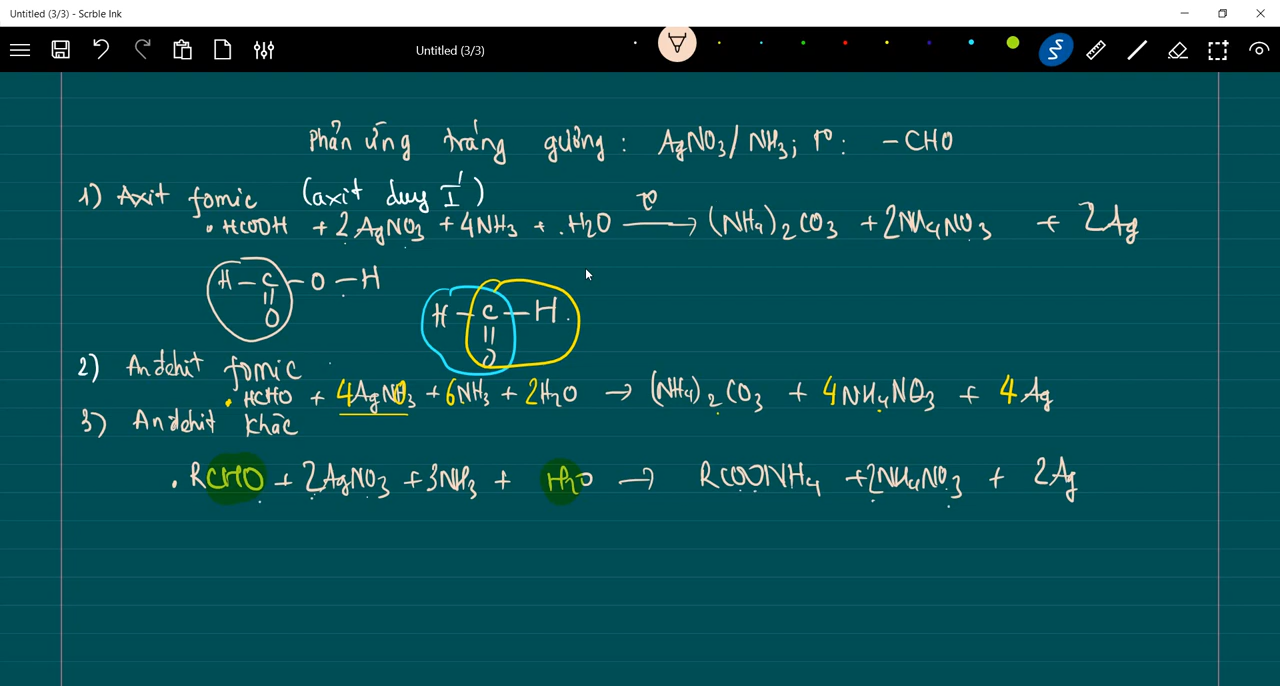 Untitled (3/3) - Scrble Ink
Untitled (3/3)
Phản ứng tráng gương : AgNO3/ NH3; t° : - CHO
1) Axit fomic (axit duy I')
HCOOH + 2AgNO3 + 4NH3 + H2O t° → (NH4)2CO3 + 2NH4NO3 + 2Ag
H - C - O - H
O
H - C - H
O
2) Anđehit fomic
HCHO + 4AgNO3 + 6NH3 + 2H2O → (NH4)2CO3 + 4NH4NO3 + 4Ag
3) Anđehit khác
RCHO + 2AgNO3 + 3NH3 + H2O → RCOONH4 + 2NH4NO3 + 2Ag